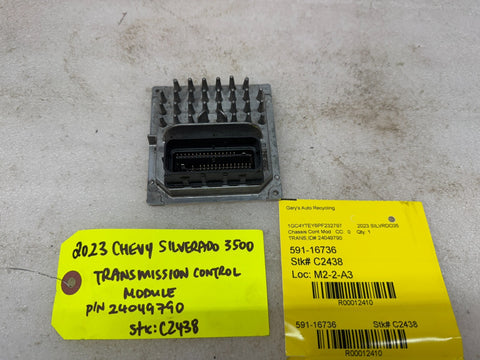 2023 CHEVY SILVERADO 3500
TRANSMISSION CONTROL
MODULE
P/N 24049790
Stk: C2438
Gary's Auto Recycling
1GC4YTEY6PF232797 2023 SILVRDO35
Chassis Cont Mod CC: 0 Qty: 1
TRANS,ID# 24049790
591-16736
Stk# C2438
Loc: M2-2-A3
R00012410
591-16736 Stk# C2438
R00012410